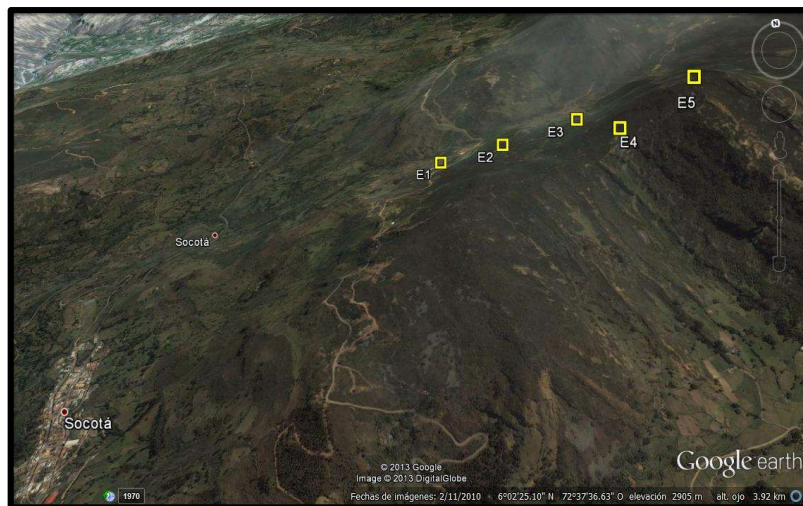 N
E5
E3
E4
E2
E1
Socotá
Socotá
Google earth
© 2013 Google
Image © 2013 DigitalGlobe
1970
Fechas de imágenes: 2/11/2010 6°02'25.10" N 72°37'36.63" O elevación 2905 m alt. ojo 3.92 km